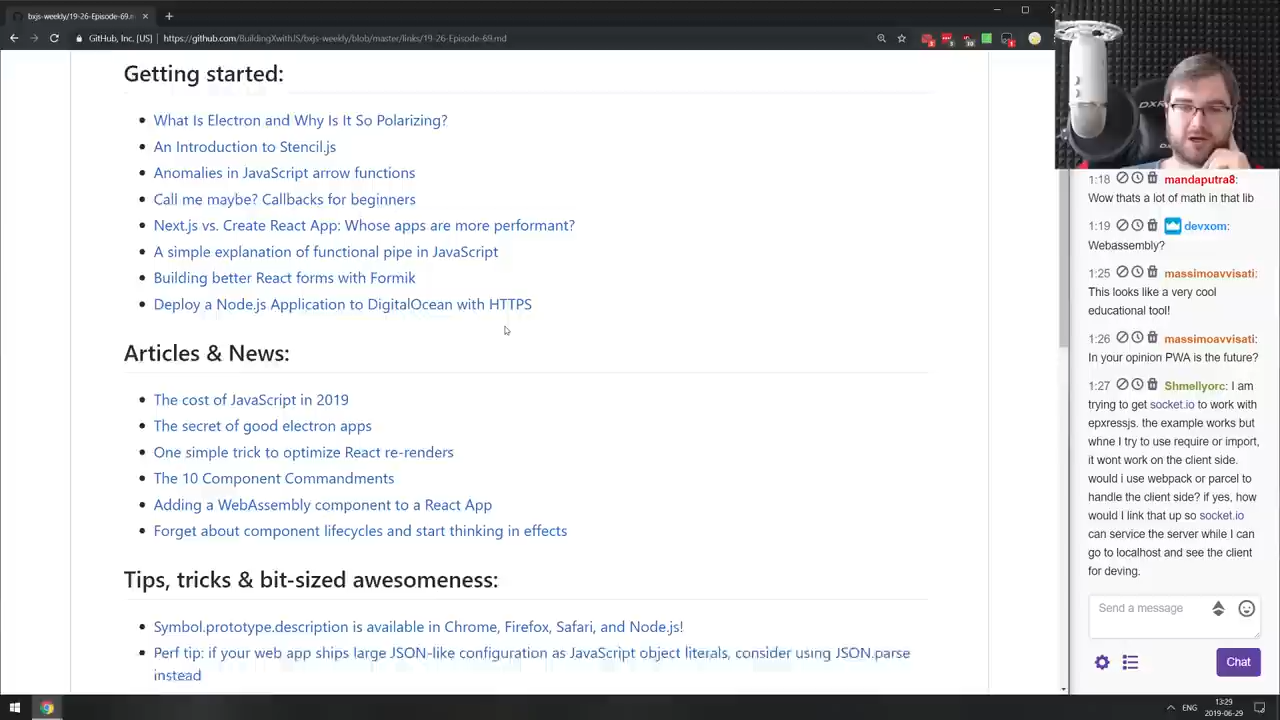 bxjs-weekly/19-26-Episode-69.md
GitHub, Inc. [US]
https://github.com/BuildingXwithJS/bxjs-weekly/blob/master/links/19-26-Episode-69.md
Getting started:
What Is Electron and Why Is It So Polarizing?
An Introduction to Stencil.js
Anomalies in JavaScript arrow functions
Call me maybe? Callbacks for beginners
Next.js vs. Create React App: Whose apps are more performant?
A simple explanation of functional pipe in JavaScript
Building better React forms with Formik
Deploy a Node.js Application to DigitalOcean with HTTPS
Articles & News:
The cost of JavaScript in 2019
The secret of good electron apps
One simple trick to optimize React re-renders
The 10 Component Commandments
Adding a WebAssembly component to a React App
Forget about component lifecycles and start thinking in effects
Tips, tricks & bit-sized awesomeness:
Symbol.prototype.description is available in Chrome, Firefox, Safari, and Node.js!
Perf tip: if your web app ships large JSON-like configuration as JavaScript object literals, consider using JSON.parse
instead
1:18 mandaputra8:
Wow thats a lot of math in that lib
1:19 devxom:
Webassembly?
1:25 massimoavvisati:
This looks like a very cool
educational tool!
1:26 massimoavvisati:
In your opinion PWA is the future?
1:27 Shmellyorc: I am
trying to get socket.io to work with
epxressjs. the example works but
whne I try to use require or import,
it wont work on the client side.
would i use webpack or parcel to
handle the client side? if yes, how
would I link that up so socket.io
can service the server while I can
go to localhost and see the client
for deving.
Send a message
Chat
ENG
13:29
2019-06-29